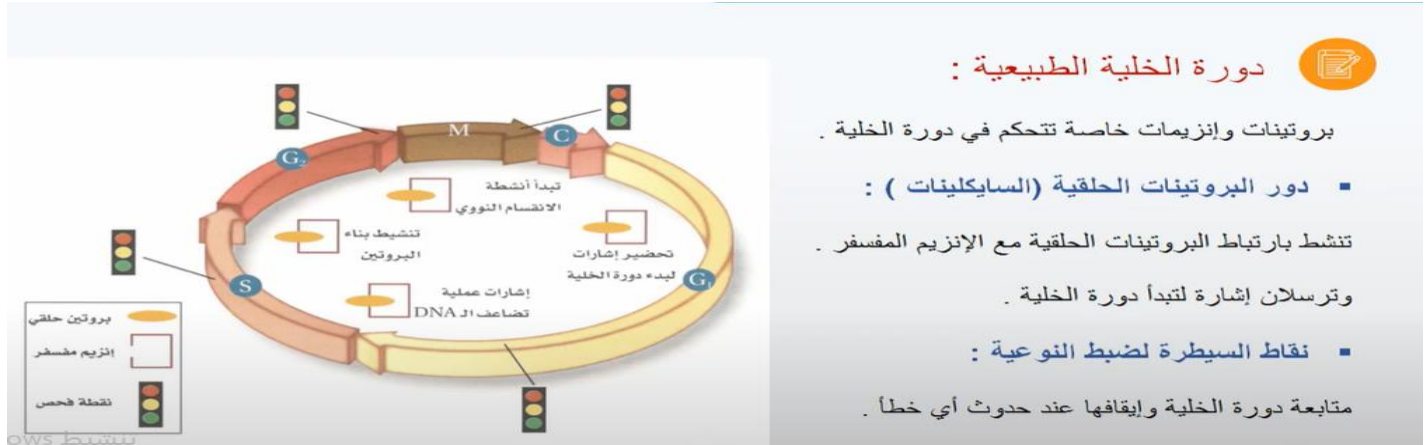 دورة الخلية الطبيعية :
بروتينات وإنزيمات خاصة تتحكم في دورة الخلية .
▪ دور البروتينات الحلقية (السايكلينات ) :
تنشط بارتباط البروتينات الحلقية مع الإنزيم المفسفر .
وترسلان إشارة لتبدأ دورة الخلية .
▪ نقاط السيطرة لضبط النوعية :
متابعة دورة الخلية وإيقافها عند حدوث أي خطأ .
M
C
G₂
تبدأ أنشطة
الانقسام النووي
تنشيط بناء
البروتين
تحضير إشارات
لبدء دورة الخلية
G₁
S
إشارات عملية
تضاعف الـ DNA
بروتين حلقي
إنزيم مفسفر
نقطة فحص
تنشيط ows